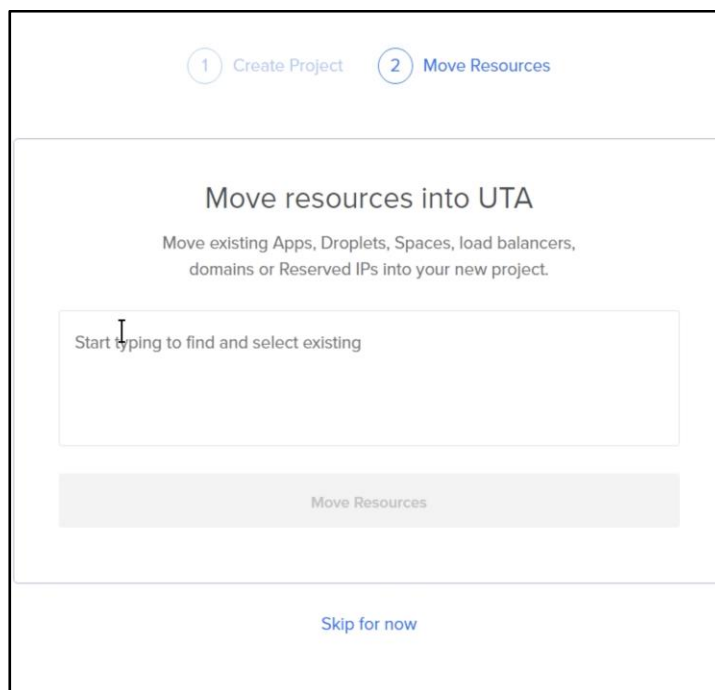 1 Create Project 2 Move Resources
Move resources into UTA
Move existing Apps, Droplets, Spaces, load balancers,
domains or Reserved IPs into your new project.
Start typing to find and select existing
Move Resources
Skip for now